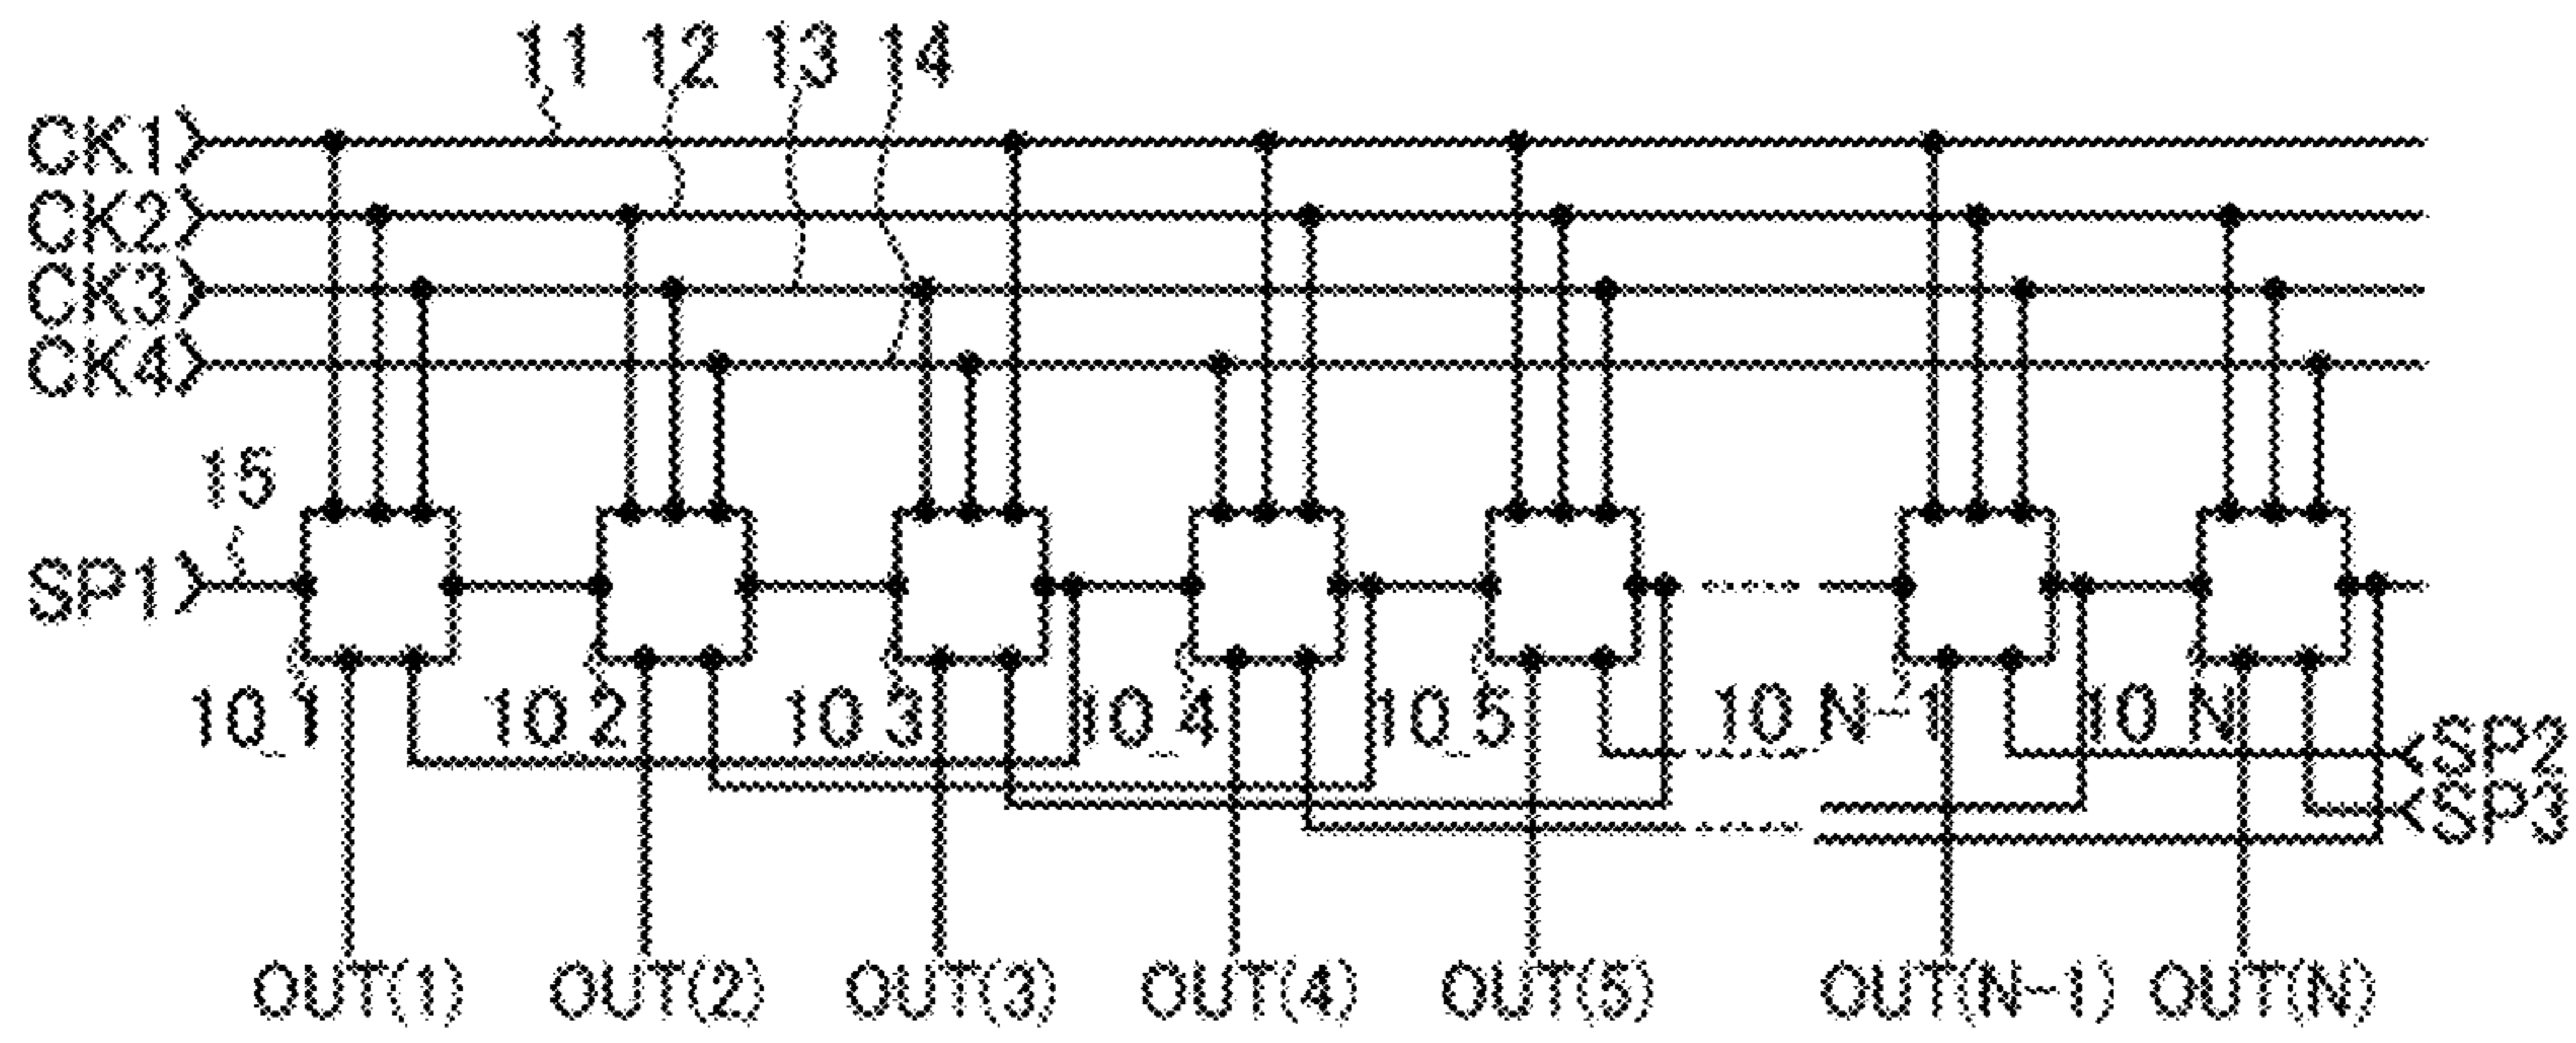 11 12 13 14
CK1
CK2
CK3
CK4
15
SP1
10_1 10_2 10_3 10_4 10_5 10_N-1 10_N
SP2
SP3
OUT(1) OUT(2) OUT(3) OUT(4) OUT(5) OUT(N-1) OUT(N)